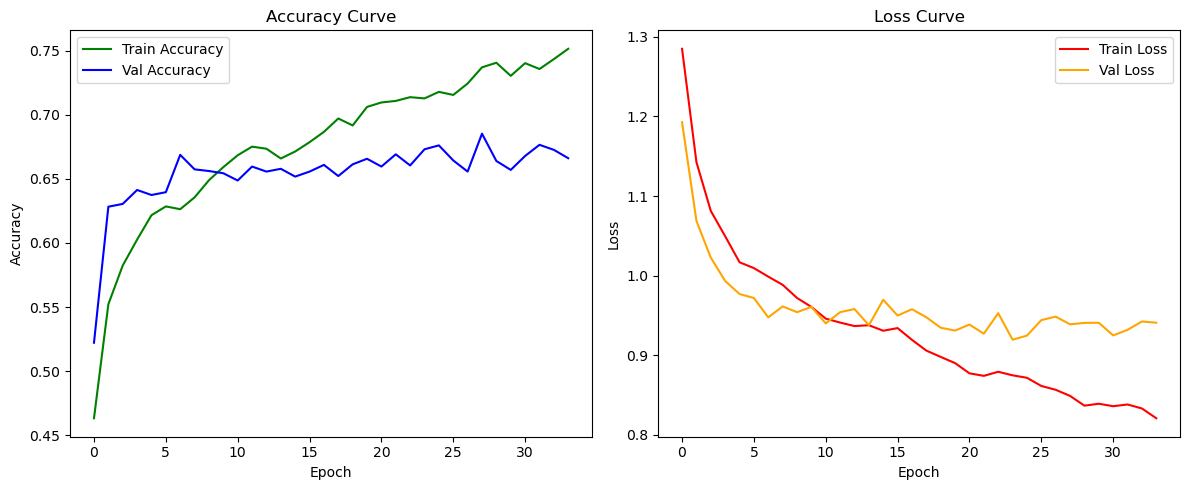 Accuracy Curve
Train Accuracy
Val Accuracy
0.75
0.70
0.65
0.60
0.55
0.50
0.45
Accuracy
0 5 10 15 20 25 30
Epoch
Loss Curve
Train Loss
Val Loss
1.3
1.2
1.1
1.0
0.9
0.8
Loss
0 5 10 15 20 25 30
Epoch